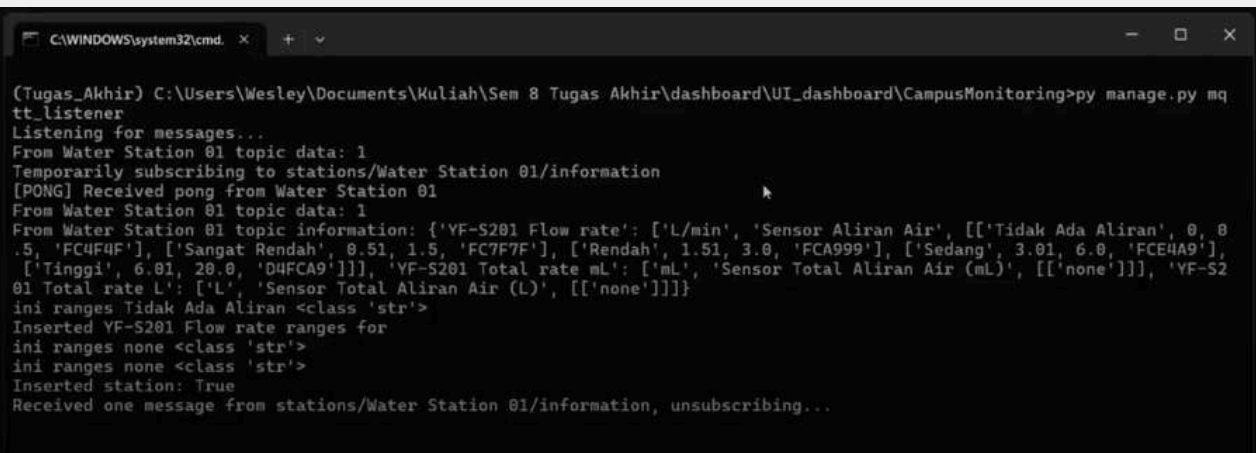 C:\WINDOWS\system32\cmd.
(Tugas_Akhir) C:\Users\Wesley\Documents\Kuliah\Sem 8 Tugas Akhir\dashboard\UI_dashboard\CampusMonitoring>py manage.py mq
tt_listener
Listening for messages...
From Water Station 01 topic data: 1
Temporarily subscribing to stations/Water Station 01/information
[PONG] Received pong from Water Station 01
From Water Station 01 topic data: 1
From Water Station 01 topic information: {'YF-S201 Flow rate': ['L/min', 'Sensor Aliran Air', [['Tidak Ada Aliran', 0, 0
.5, 'FC4F4F'], ['Sangat Rendah', 0.51, 1.5, 'FC7F7F'], ['Rendah', 1.51, 3.0, 'FCA999'], ['Sedang', 3.01, 6.0, 'FCE4A9'],
['Tinggi', 6.01, 20.0, 'D4FCA9']]], 'YF-S201 Total rate mL': ['mL', 'Sensor Total Aliran Air (mL)', [['none']]], 'YF-S2
01 Total rate L': ['L', 'Sensor Total Aliran Air (L)', [['none']]]}
ini ranges Tidak Ada Aliran <class 'str'>
Inserted YF-S201 Flow rate ranges for
ini ranges none <class 'str'>
ini ranges none <class 'str'>
Inserted station: True
Received one message from stations/Water Station 01/information, unsubscribing...